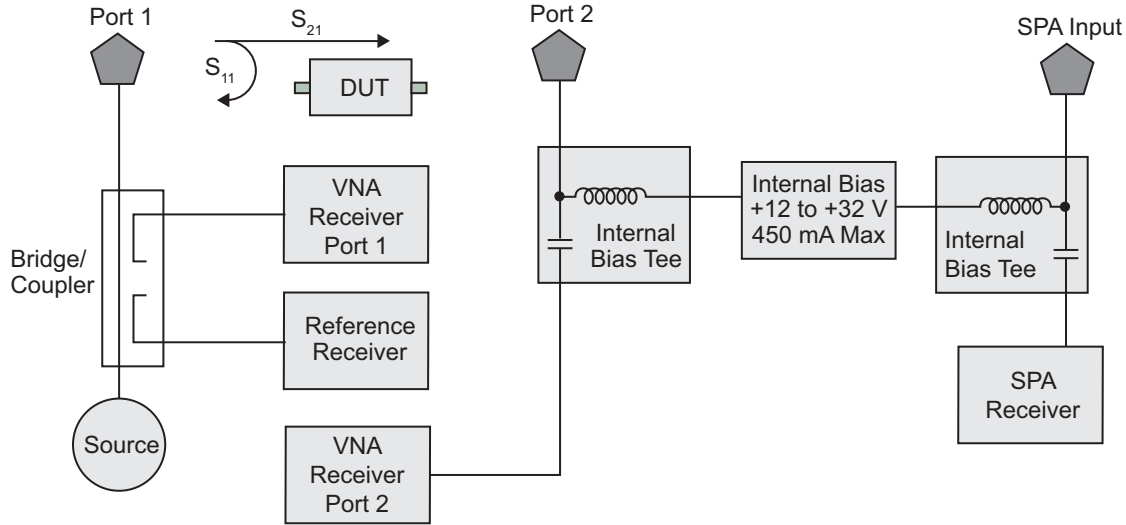 Port 1
S21
S11
DUT
Port 2
SPA Input
VNA
Receiver
Port 1
Internal Bias
+12 to +32 V
450 mA Max
Internal
Bias Tee
Internal
Bias Tee
Bridge/
Coupler
Reference
Receiver
SPA
Receiver
Source
VNA
Receiver
Port 2